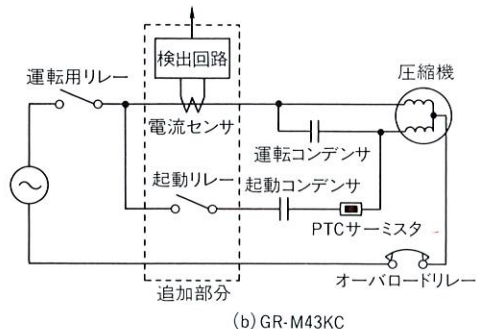 検出回路
運転用リレー
圧縮機
電流センサ
運転コンデンサ
起動リレー
起動コンデンサ
PTCサーミスタ
オーバロードリレー
追加部分
(b) GR-M43KC